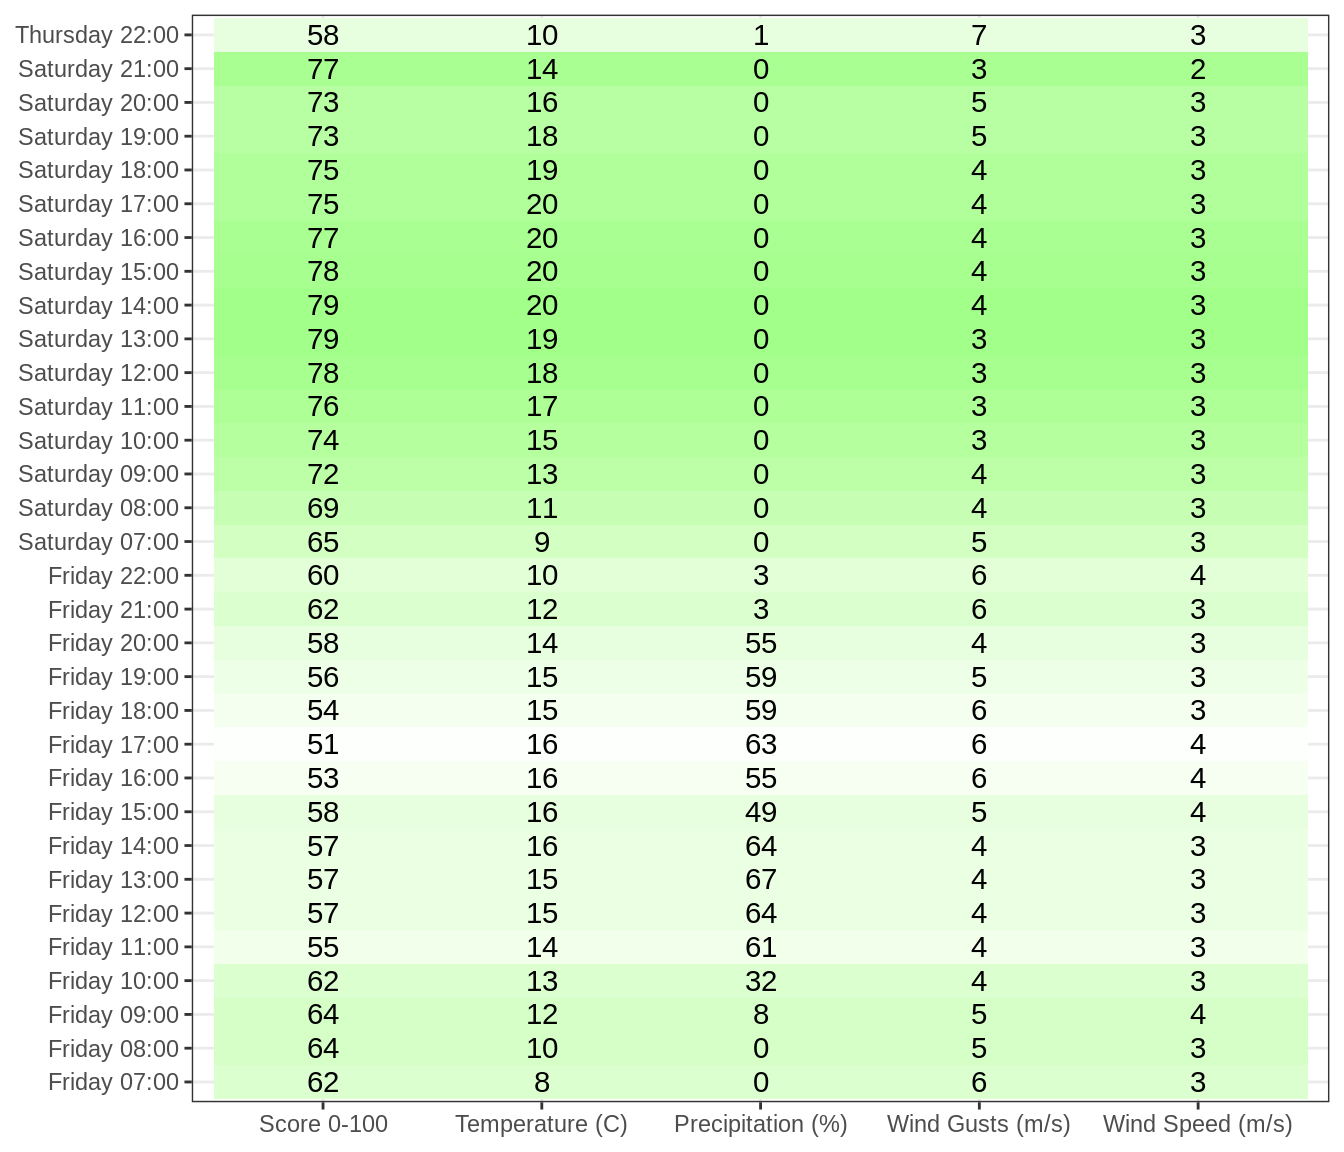 Thursday 22:00 58 10 1 7 3
Saturday 21:00 77 14 0 3 2
Saturday 20:00 73 16 0 5 3
Saturday 19:00 73 18 0 5 3
Saturday 18:00 75 19 0 4 3
Saturday 17:00 75 20 0 4 3
Saturday 16:00 77 20 0 4 3
Saturday 15:00 78 20 0 4 3
Saturday 14:00 79 20 0 4 3
Saturday 13:00 79 19 0 3 3
Saturday 12:00 78 18 0 3 3
Saturday 11:00 76 17 0 3 3
Saturday 10:00 74 15 0 3 3
Saturday 09:00 72 13 0 4 3
Saturday 08:00 69 11 0 4 3
Saturday 07:00 65 9 0 5 3
Friday 22:00 60 10 3 6 4
Friday 21:00 62 12 3 6 3
Friday 20:00 58 14 55 4 3
Friday 19:00 56 15 59 5 3
Friday 18:00 54 15 59 6 3
Friday 17:00 51 16 63 6 4
Friday 16:00 53 16 55 6 4
Friday 15:00 58 16 49 5 4
Friday 14:00 57 16 64 4 3
Friday 13:00 57 15 67 4 3
Friday 12:00 57 15 64 4 3
Friday 11:00 55 14 61 4 3
Friday 10:00 62 13 32 4 3
Friday 09:00 64 12 8 5 4
Friday 08:00 64 10 0 5 3
Friday 07:00 62 8 0 6 3
Score 0-100 Temperature (C) Precipitation (%) Wind Gusts (m/s) Wind Speed (m/s)